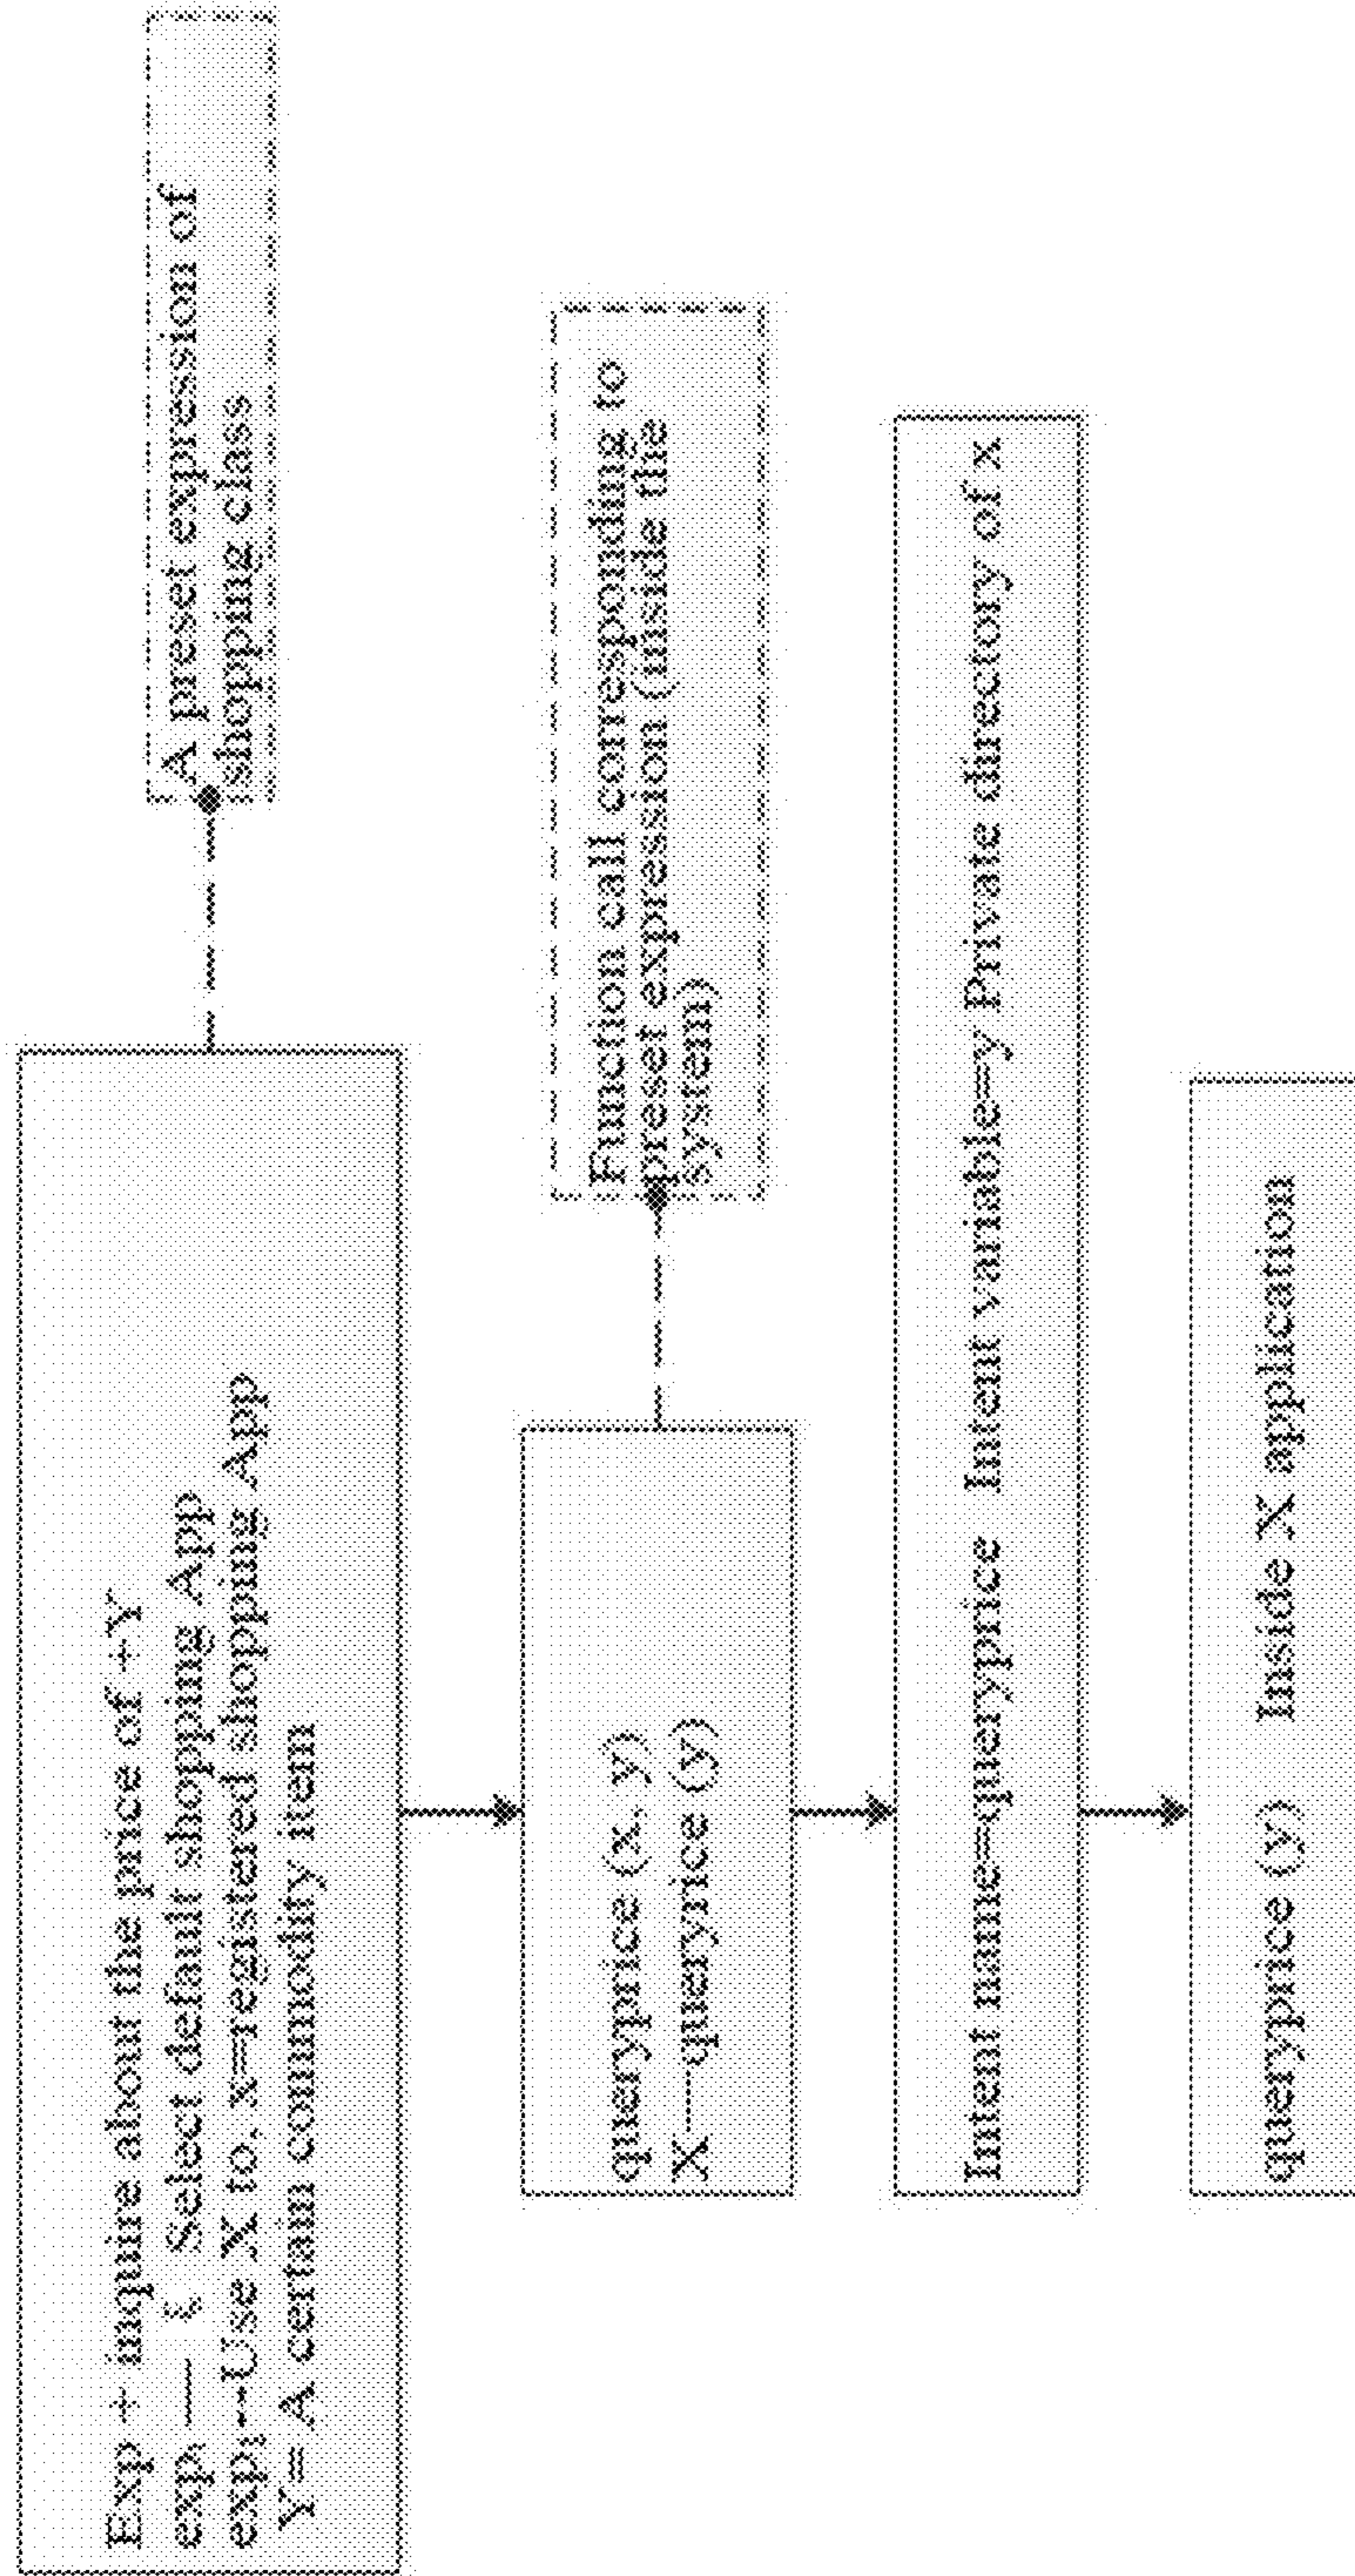 Exp + inquire about the price of +Y
exp. — { Select default shopping App
exp;--Use X to. x=registered shopping App
Y= A certain commodity item
A preset expression of
shopping class
queryprice (x, y)
X—queryrice (y)
Function call corresponding to
preset expression (inside the
system)
Intent name=queryprice Intent variable=y Private directory of x
queryprice (y) Inside X application